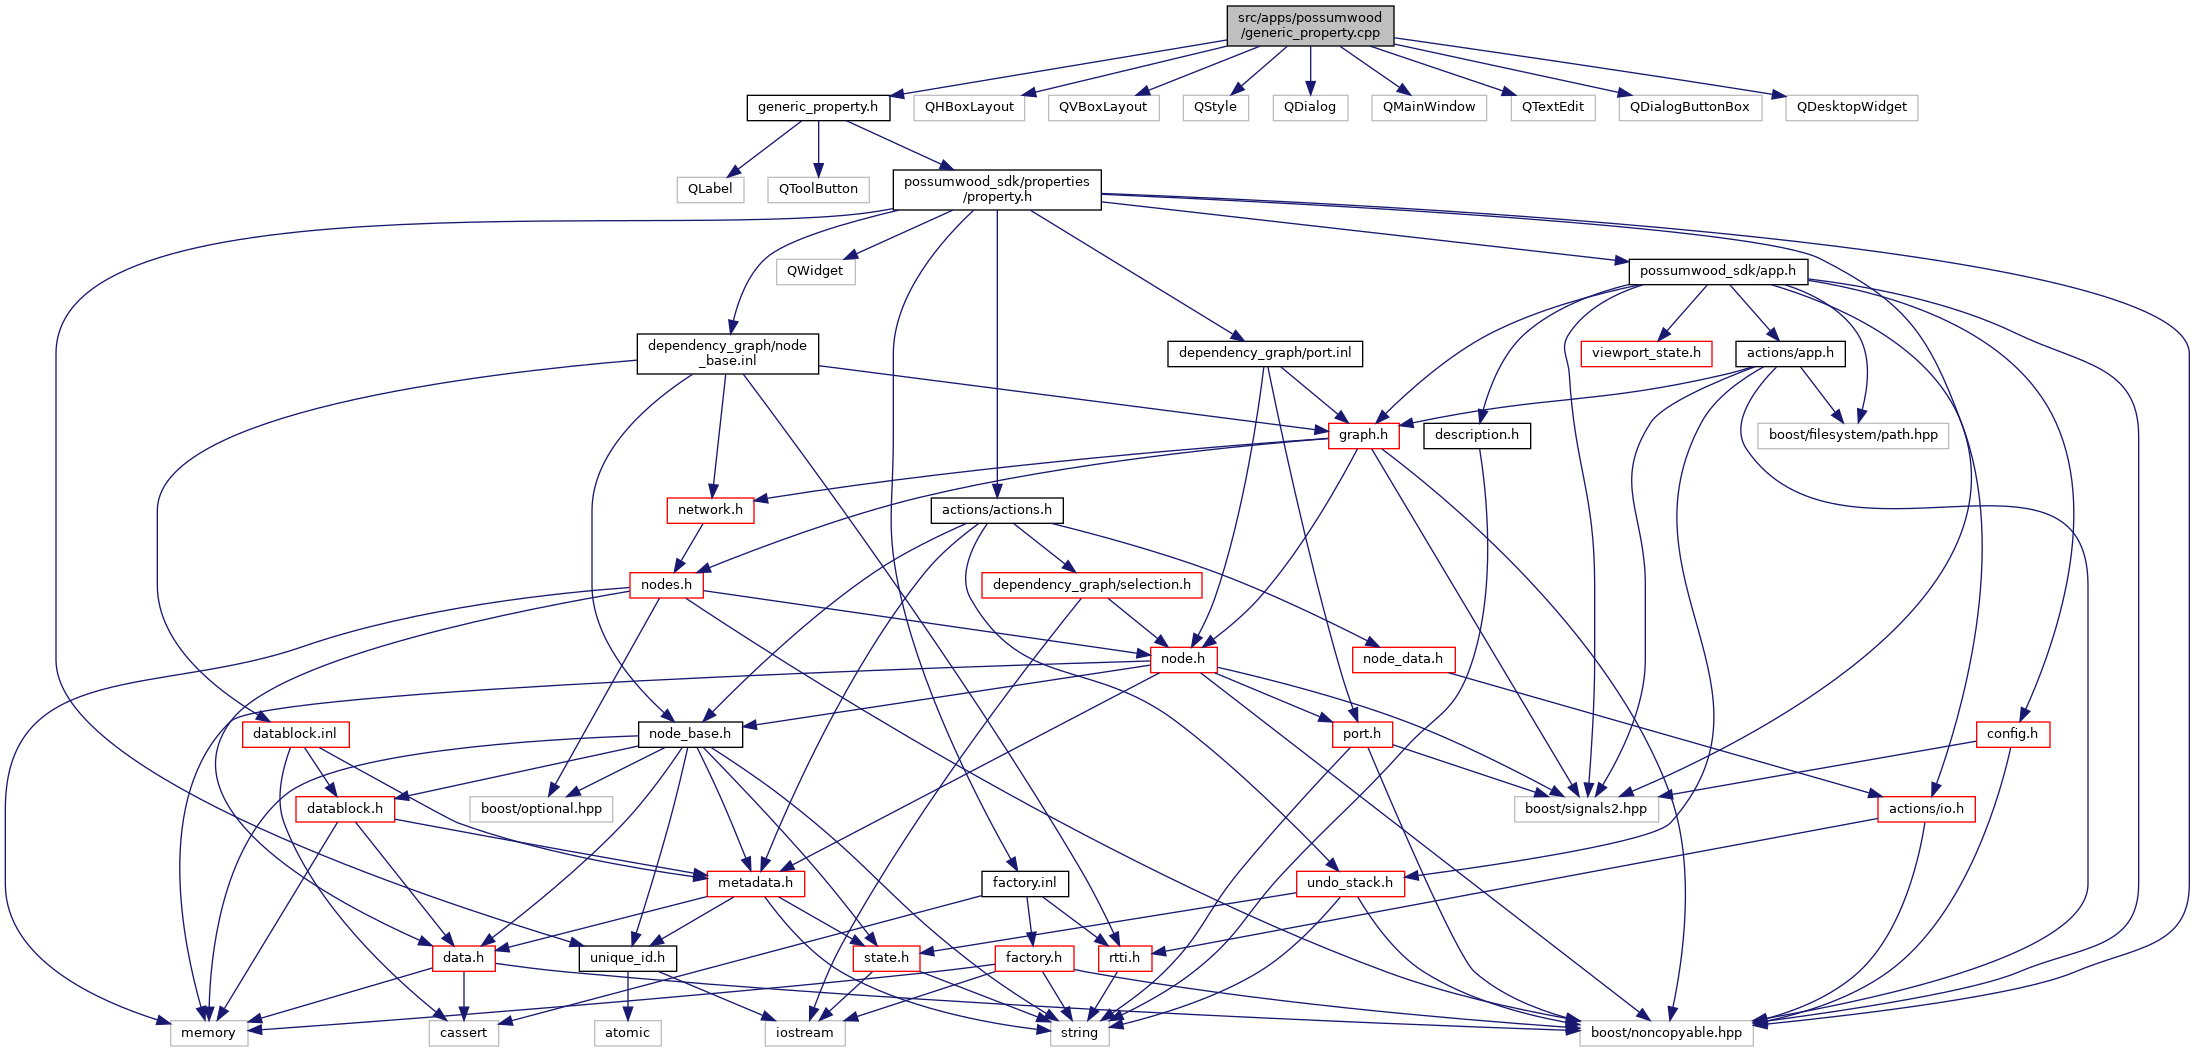 src/apps/possumwood
/generic_property.cpp
generic_property.h
QHBoxLayout
QVBoxLayout
QStyle
QDialog
QMainWindow
QTextEdit
QDialogButtonBox
QDesktopWidget
QLabel
QToolButton
possumwood_sdk/properties
/property.h
QWidget
possumwood_sdk/app.h
dependency_graph/node
_base.inl
dependency_graph/port.inl
viewport_state.h
actions/app.h
graph.h
description.h
boost/filesystem/path.hpp
network.h
actions/actions.h
nodes.h
dependency_graph/selection.h
node.h
node_data.h
datablock.inl
node_base.h
port.h
config.h
datablock.h
boost/optional.hpp
boost/signals2.hpp
actions/io.h
metadata.h
factory.inl
undo_stack.h
data.h
unique_id.h
state.h
factory.h
rtti.h
memory
cassert
atomic
iostream
string
boost/noncopyable.hpp